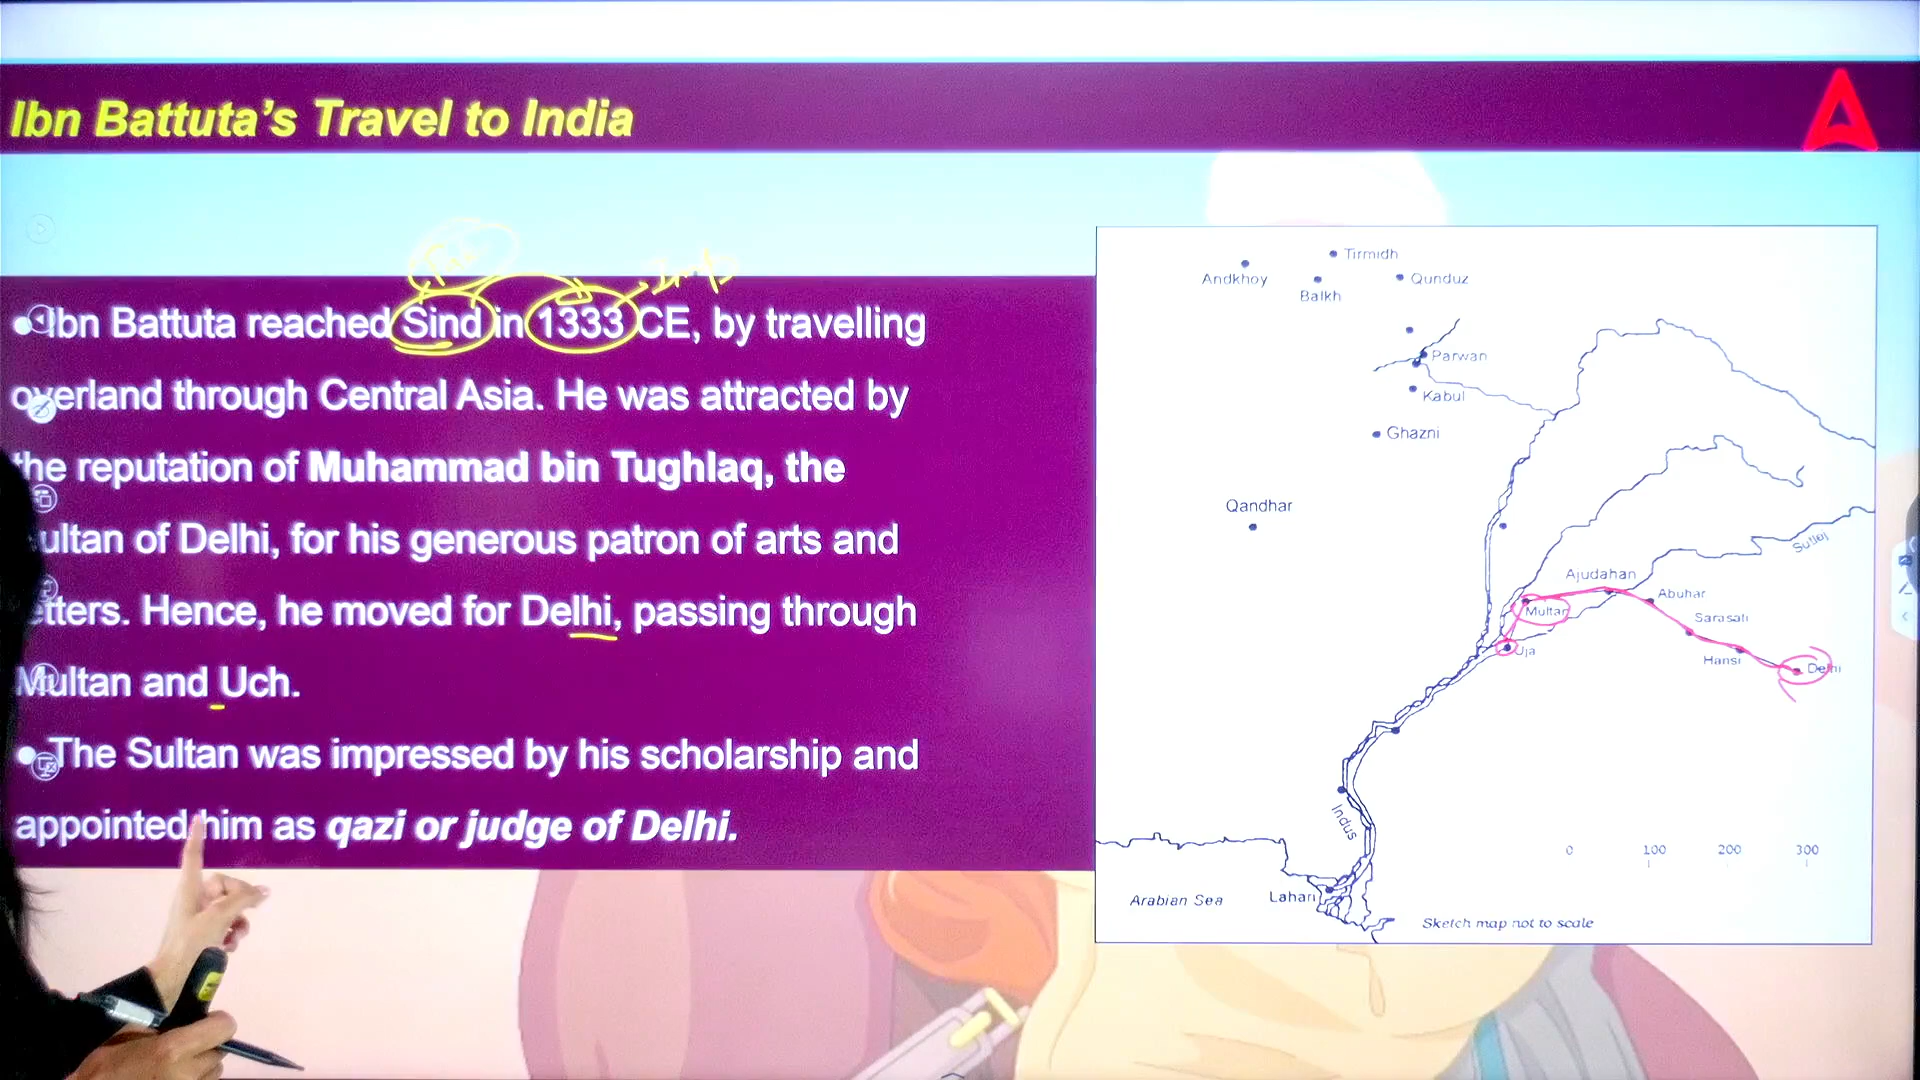 Ibn Battuta's Travel to India
Imp
• Ibn Battuta reached Sind in 1333 CE, by travelling
overland through Central Asia. He was attracted by
the reputation of Muhammad bin Tughlaq, the
Sultan of Delhi, for his generous patron of arts and
letters. Hence, he moved for Delhi, passing through
Multan and Uch.
• The Sultan was impressed by his scholarship and
appointed him as qazi or judge of Delhi.
Tirmidh
Andkhoy
Qunduz
Balkh
Parwan
Kabul
Ghazni
Qandhar
Sutlej
Ajudahan
Abuhar
Multan
Sarasati
Uja
Hansi
Delhi
Indus
0 100 200 300
Lahari
Arabian Sea
Sketch map not to scale